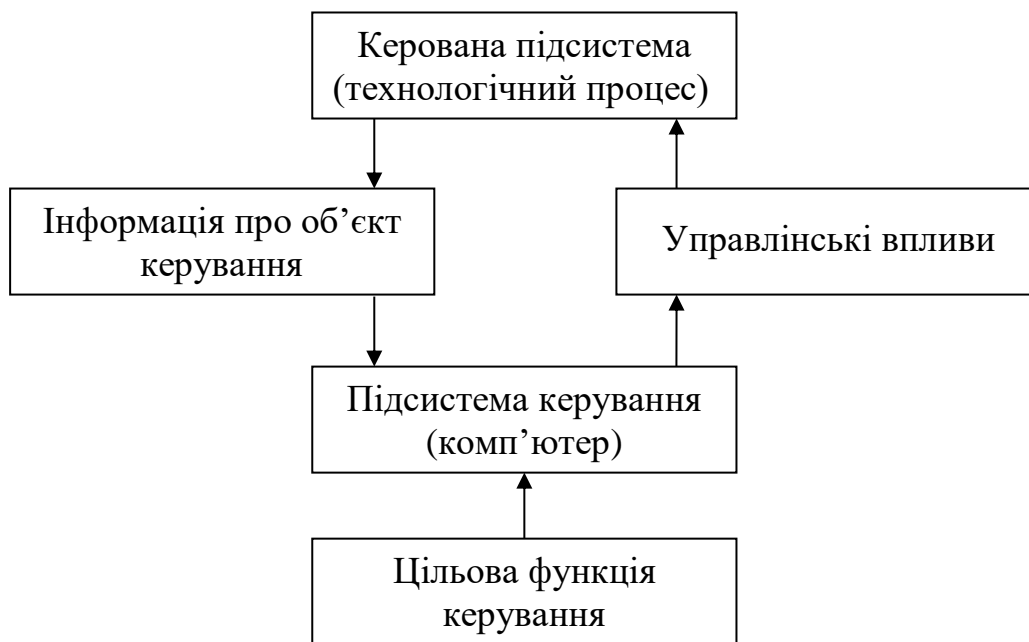 Керована підсистема
(технологічний процес)
Інформація про об’єкт
керування
Управлінські впливи
Підсистема керування
(комп’ютер)
Цільова функція
керування